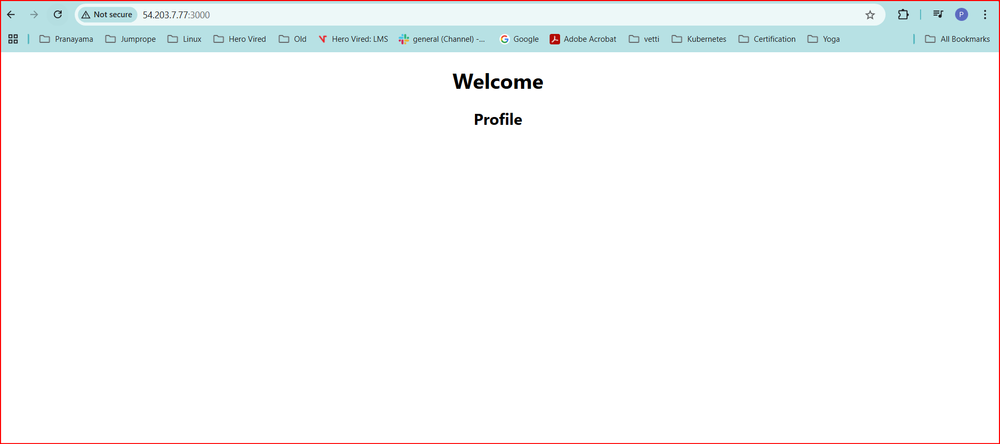 Not secure 54.203.7.77:3000 P
Pranayama Jumprope Linux Hero Vired Old Hero Vired: LMS general (Channel) -... Google Adobe Acrobat vetti Kubernetes Certification Yoga All Bookmarks
Welcome
Profile